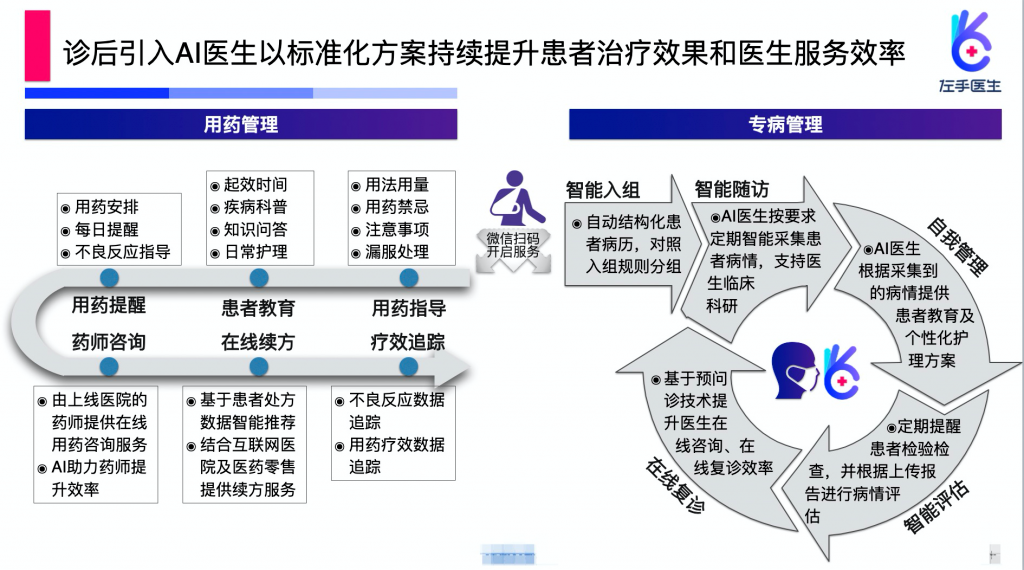 诊后引入AI医生以标准化方案持续提升患者治疗效果和医生服务效率
左手医生
用药管理
◉ 用药安排
◉ 每日提醒
◉ 不良反应指导
◉ 起效时间
◉ 疾病科普
◉ 知识问答
◉ 日常护理
◉ 用法用量
◉ 用药禁忌
◉ 注意事项
◉ 漏服处理
用药提醒
患者教育
用药指导
药师咨询
在线续方
疗效追踪
◉ 由上线医院的
药师提供在线
用药咨询服务
◉ AI助力药师提
升效率
◉ 基于患者处方
数据智能推荐
◉ 结合互联网医
院及医药零售
提供续方服务
◉ 不良反应数据
追踪
◉ 用药疗效数据
追踪
微信扫码
开启服务
专病管理
智能入组
◉ 自动结构化患
者病历，对照
入组规则分组
智能随访
◉AI医生按要求
定期智能采集患
者病情，支持医
生临床
科研
自我管理
◉AI医生
根据采集到
的病情提供
患者教育及
个性化护
理方案
智能评估
◉定期提醒
患者检验检
查，并根据上传报
告进行病情评
估
在线复诊
◉ 基于预问
诊技术提
升医生在
线咨询、在
线复诊效率